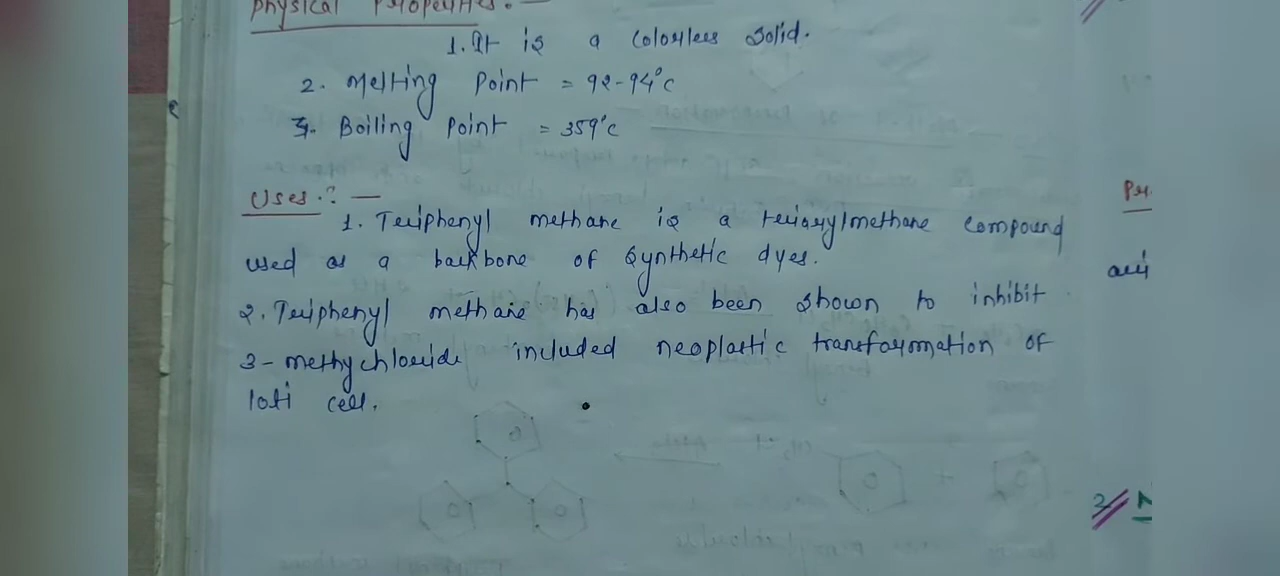 Physical Properties:-
1. It is a Colorless Solid.
2. Melting Point = 92-94°C
3. Boiling Point = 359°C
Uses:-
1. Triphenyl methane is a triarylmethane Compound
used as a backbone of Synthetic dyes.
2. Triphenyl methane has also been shown to inhibit
3-methychloride included neoplastic transformation of
cell.
Pr
2//